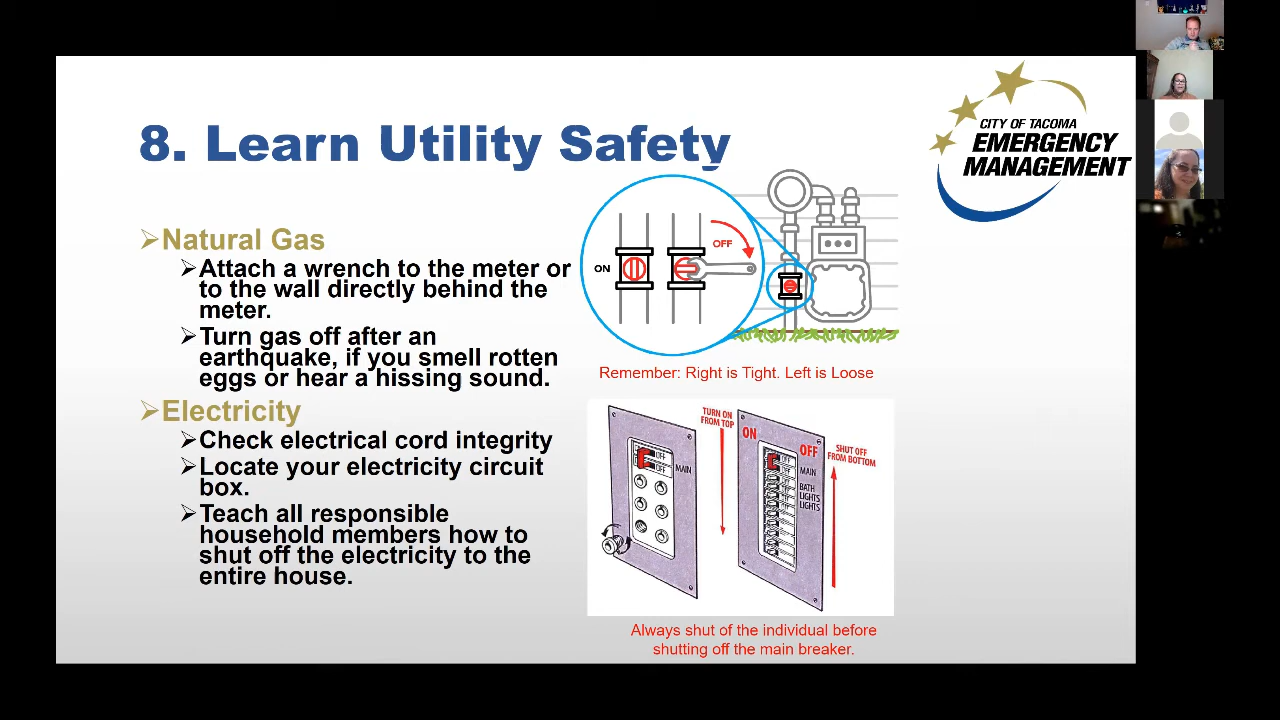 8. Learn Utility Safety
CITY OF TACOMA
EMERGENCY
MANAGEMENT
Natural Gas
Attach a wrench to the meter or
to the wall directly behind the
meter.
Turn gas off after an
earthquake, if you smell rotten
eggs or hear a hissing sound.
Electricity
Check electrical cord integrity
Locate your electricity circuit
box.
Teach all responsible
household members how to
shut off the electricity to the
entire house.
ON
OFF
Remember: Right is Tight. Left is Loose
OFF
OFF
MAIN
TURN ON
FROM TOP
ON
OFF
SHUT OFF
FROM BOTTOM
MAIN
BATH
LIGHTS
LIGHTS
Always shut of the individual before
shutting off the main breaker.